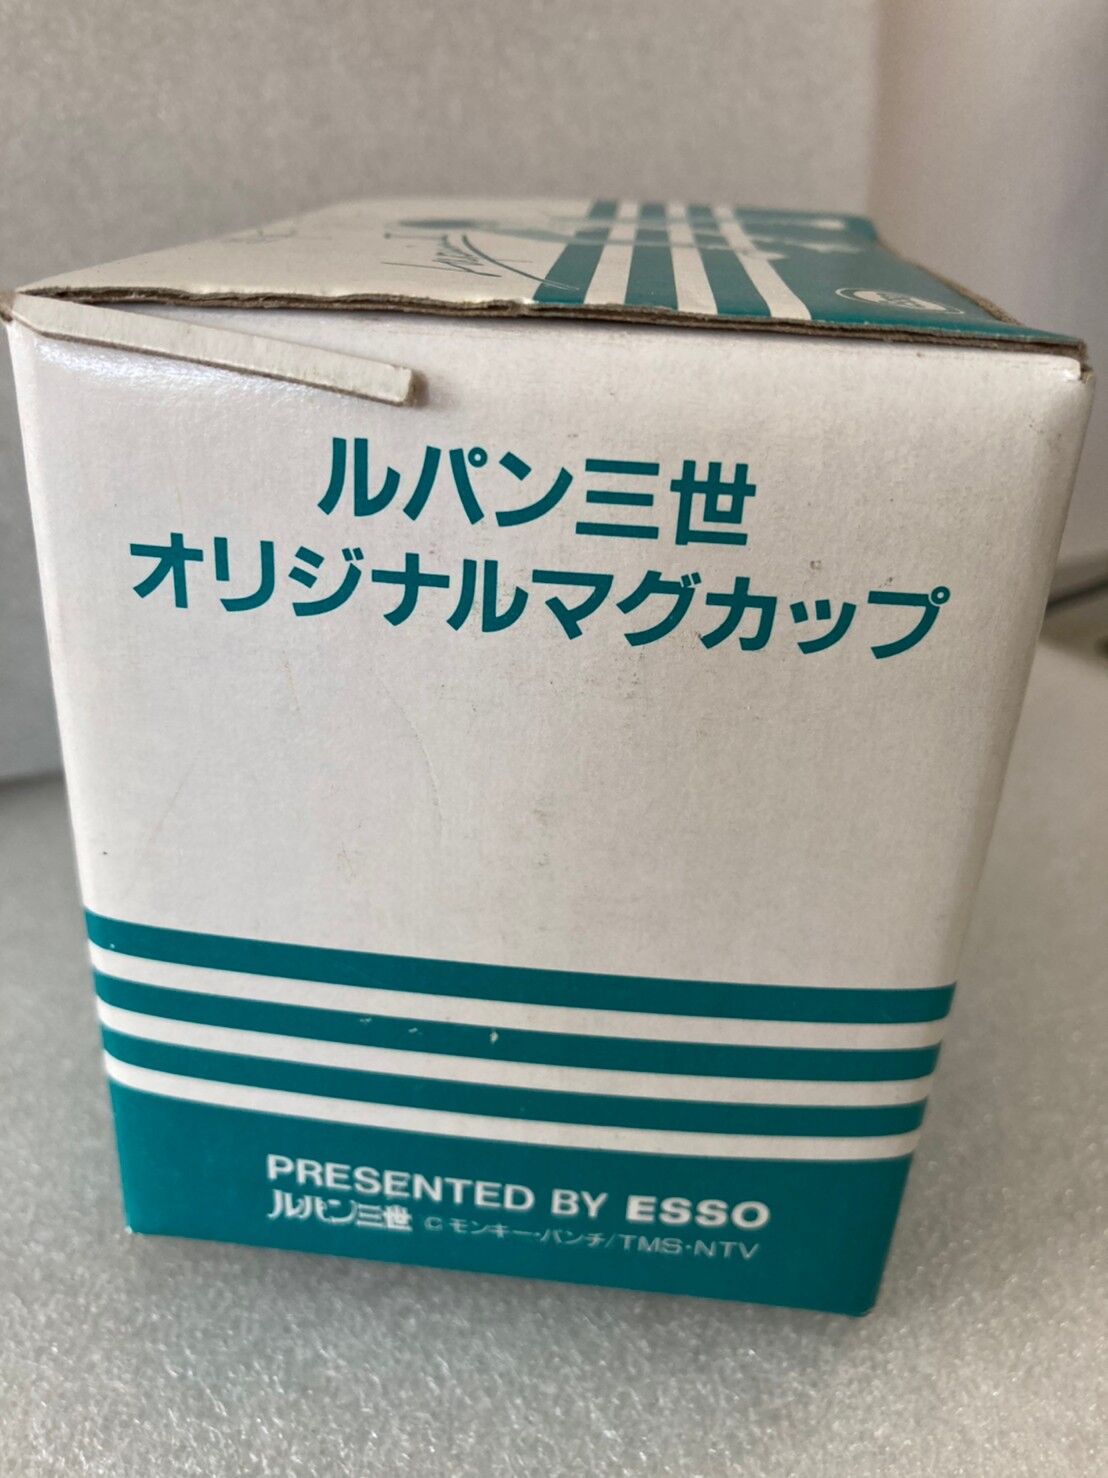 ルパン三世
オリジナルマグカップ
PRESENTED BY ESSO
ルパン三世 C モンキー・パンチ/TMS・NTV